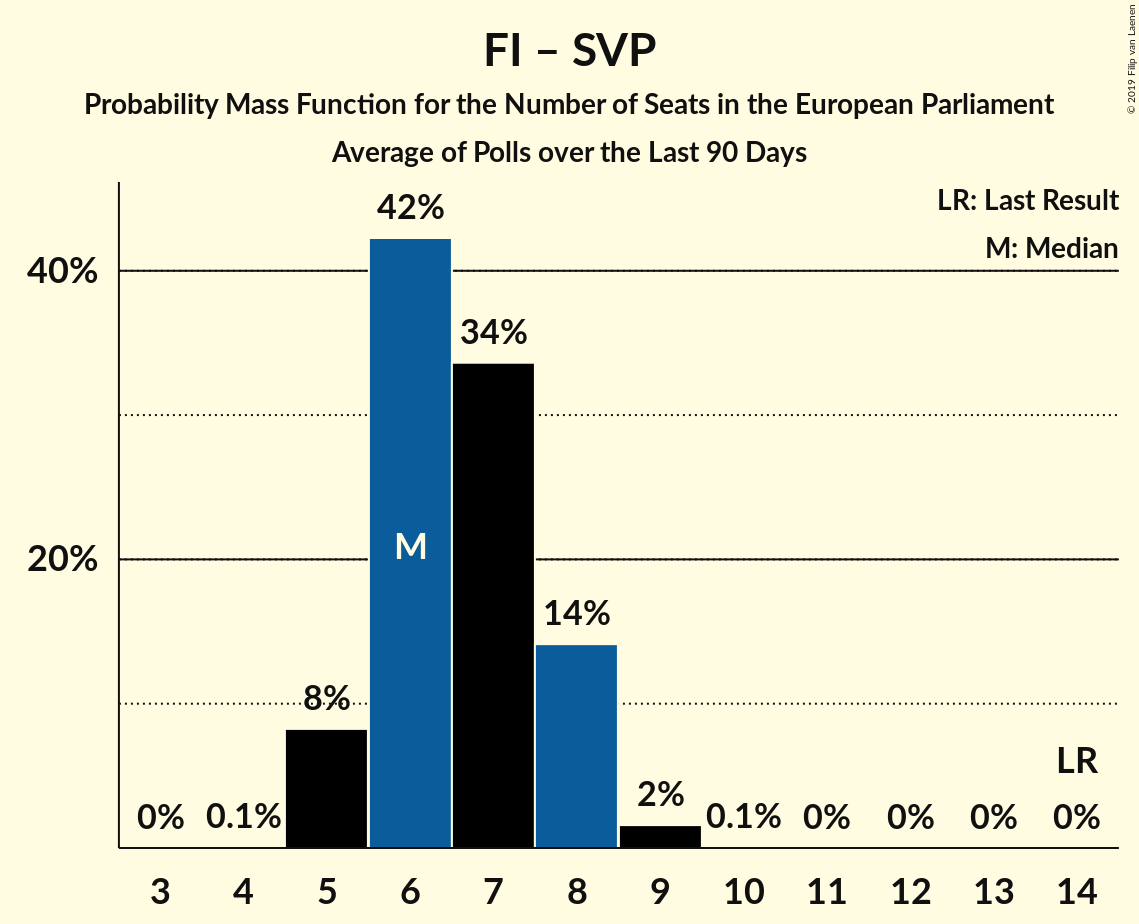 FI – SVP
Probability Mass Function for the Number of Seats in the European Parliament
Average of Polls over the Last 90 Days
© 2019 Filip van Laenen
LR: Last Result
M: Median
42%
40%
34%
M
20%
14%
8%
LR
2%
0% 0.1% 0.1% 0% 0% 0% 0%
3 4 5 6 7 8 9 10 11 12 13 14